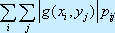 ∑_i ∑_j |g(x_i, y_j)| p_ij